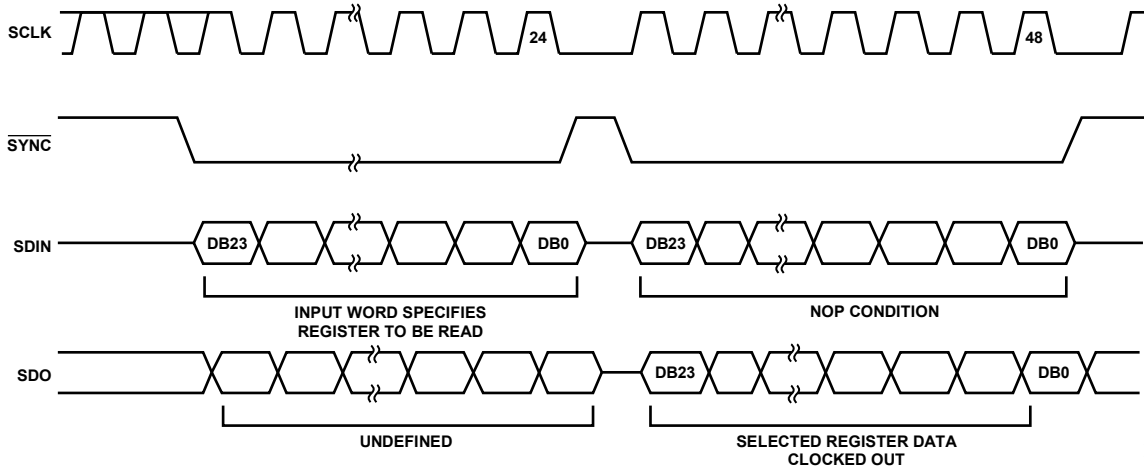 SCLK
24
48
SYNC
SDIN
DB23
DB0
DB23
DB0
INPUT WORD SPECIFIES
REGISTER TO BE READ
NOP CONDITION
SDO
DB23
DB0
UNDEFINED
SELECTED REGISTER DATA
CLOCKED OUT